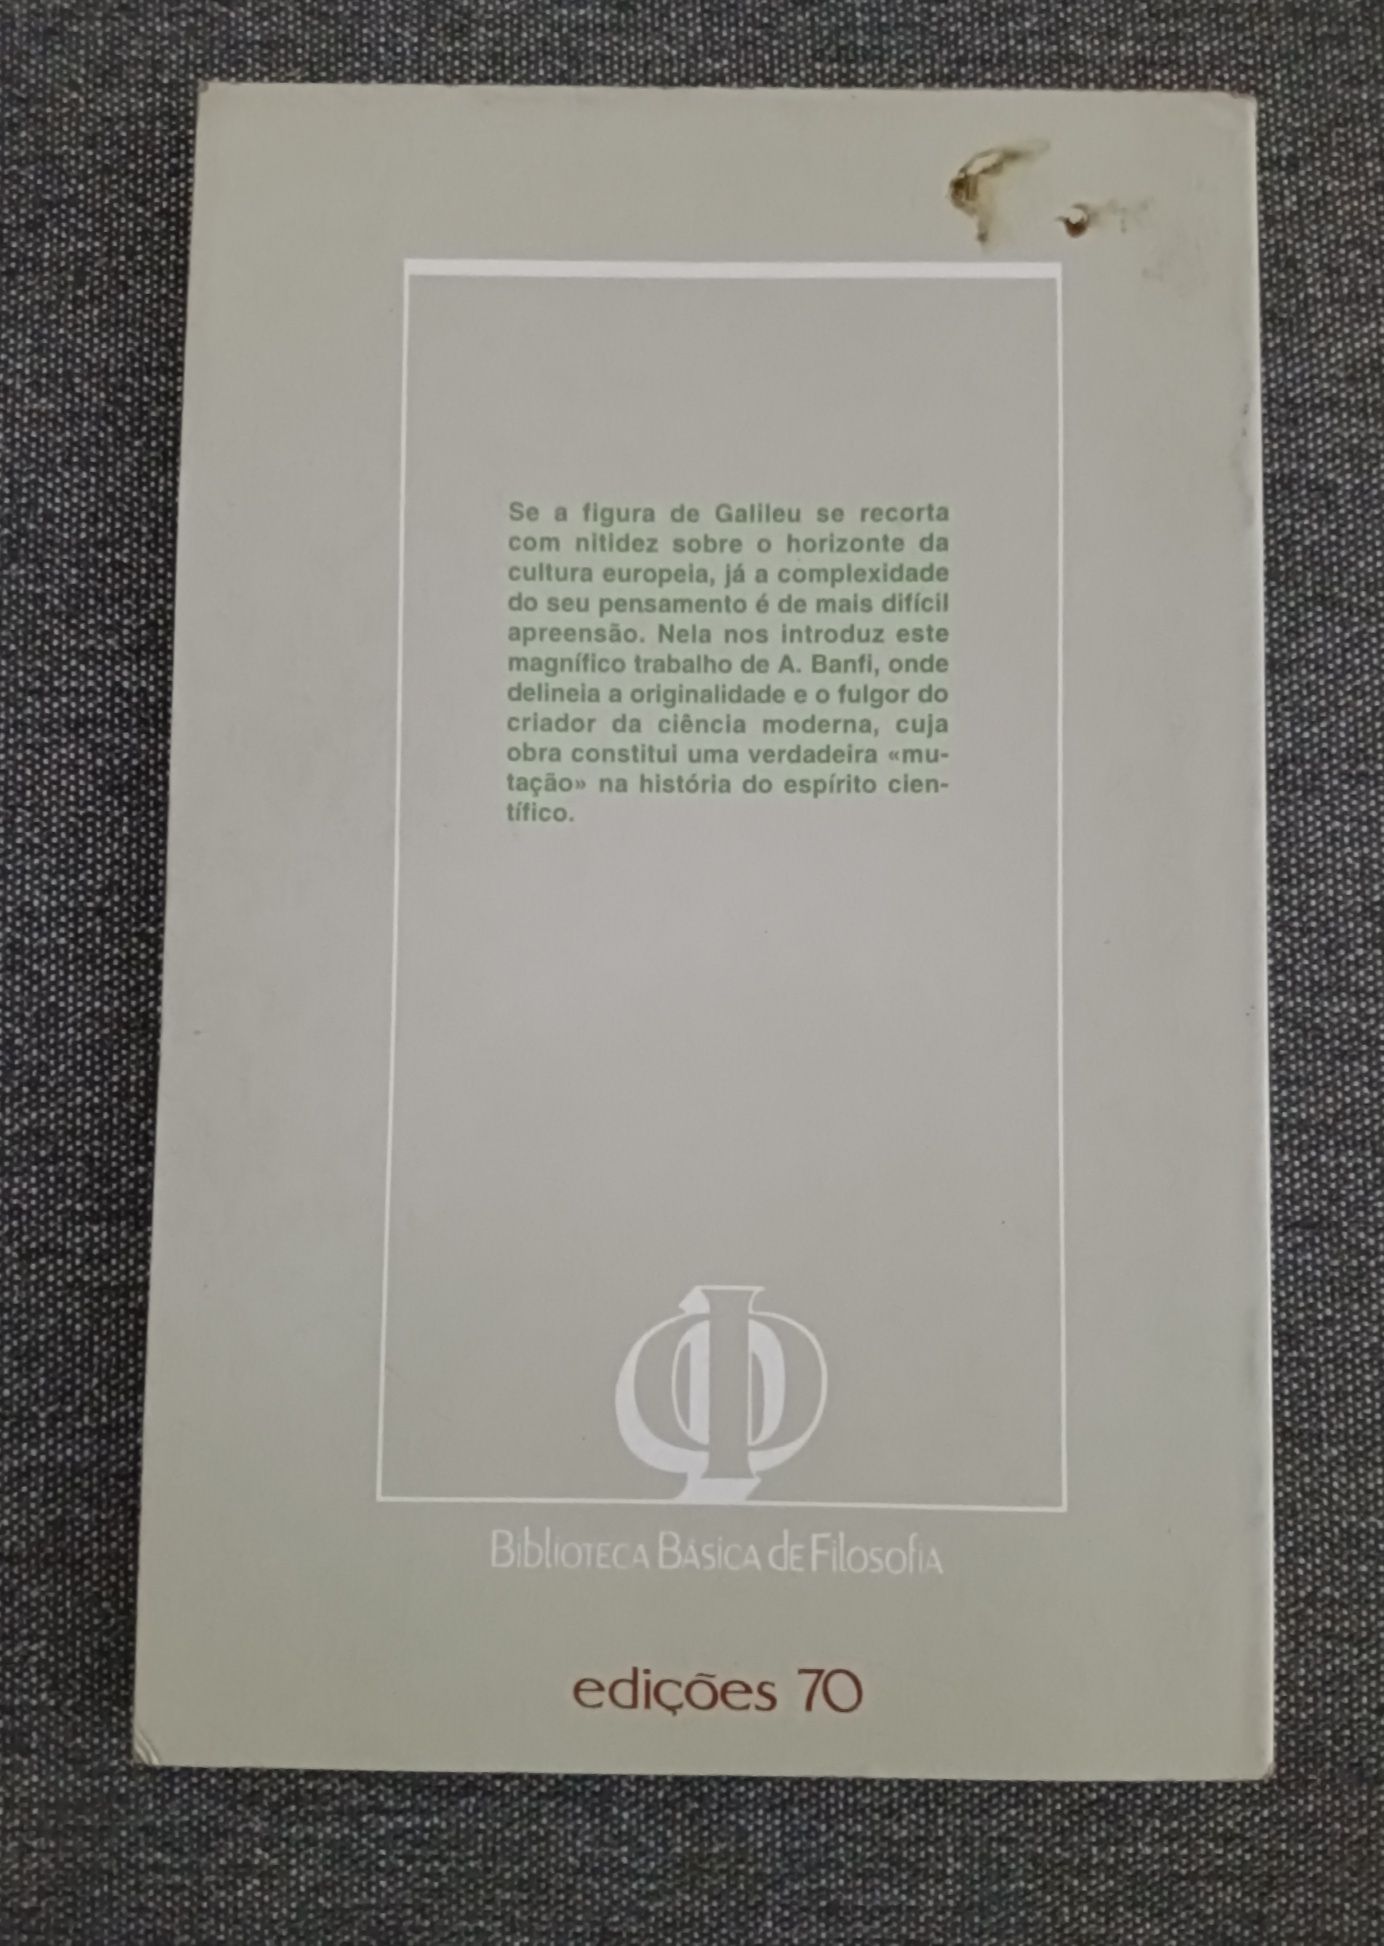 Se a figura de Galileu se recorta
com nitidez sobre o horizonte da
cultura europeia, já a complexidade
do seu pensamento é de mais difícil
apreensão. Nela nos introduz este
magnífico trabalho de A. Banfi, onde
delineia a originalidade e o fulgor do
criador da ciência moderna, cuja
obra constitui uma verdadeira «mu-
tação» na história do espírito cien-
tífico.
Biblioteca Básica de Filosofia
edições 70